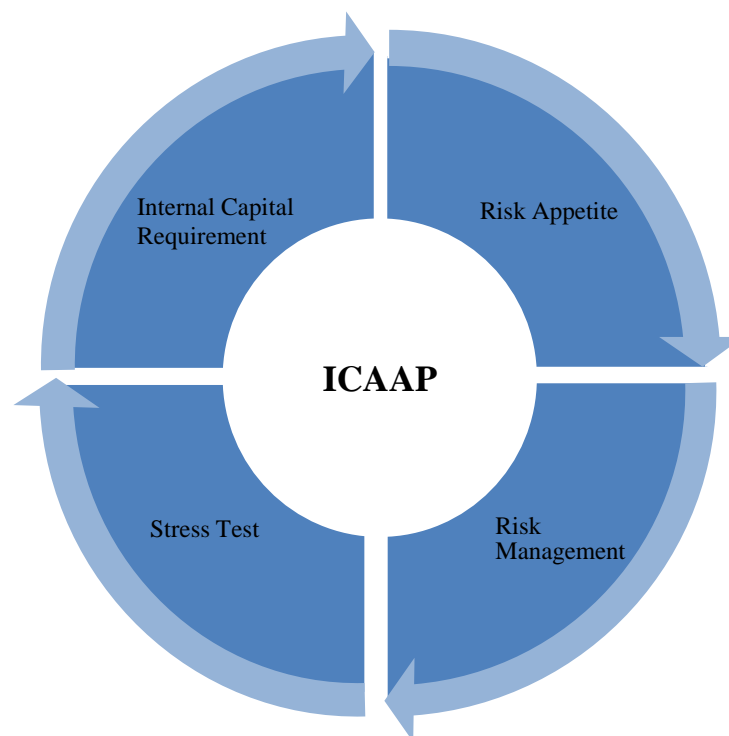 Internal Capital
Requirement
Risk Appetite
ICAAP
Stress Test
Risk
Management